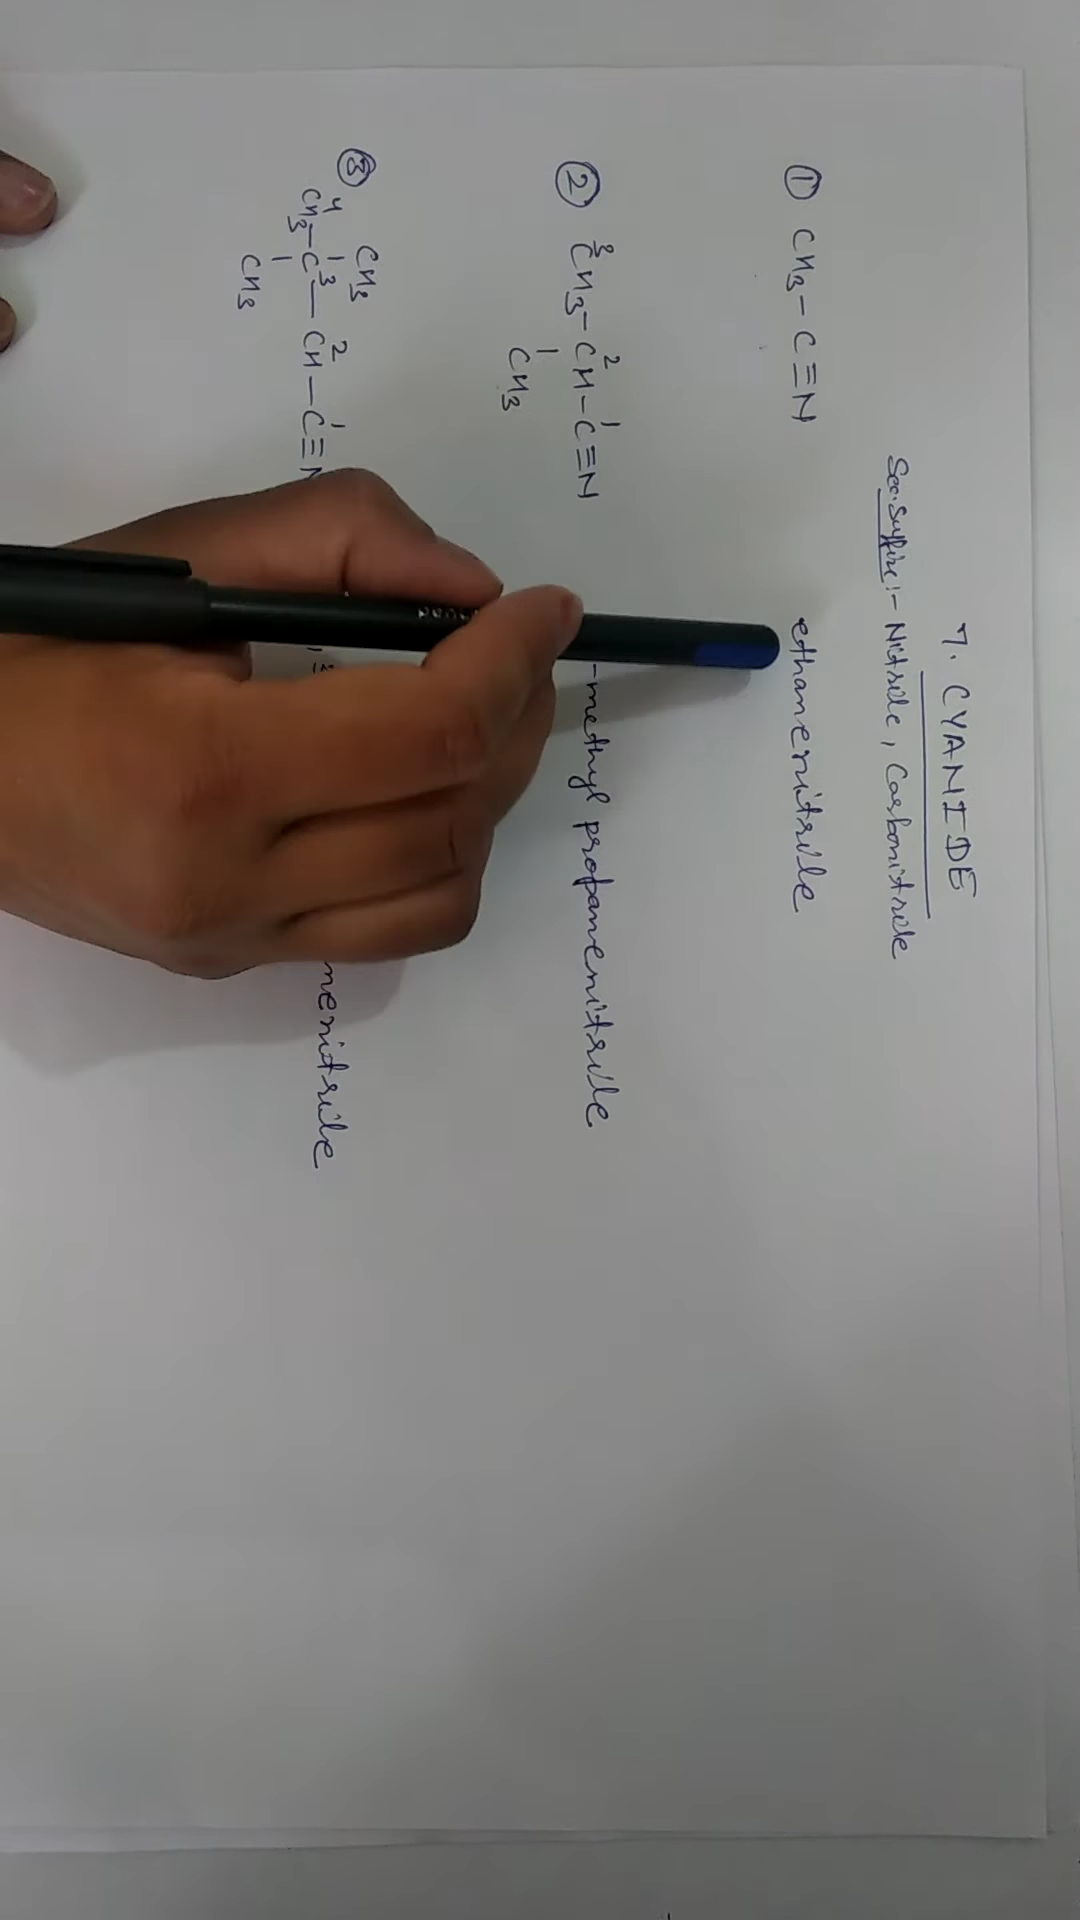 7. CYANIDE
Sec. Suffix :- Nitrile, Carbonitrile
① CH3 - C ≡ N ethanenitrile
② 3CH3 - 2CH - 1C ≡ N -methyl propanenitrile
CH3
③ CH3
4CH3 - 3C - 2CH - 1C ≡ N , 3 nenitrile
CH3